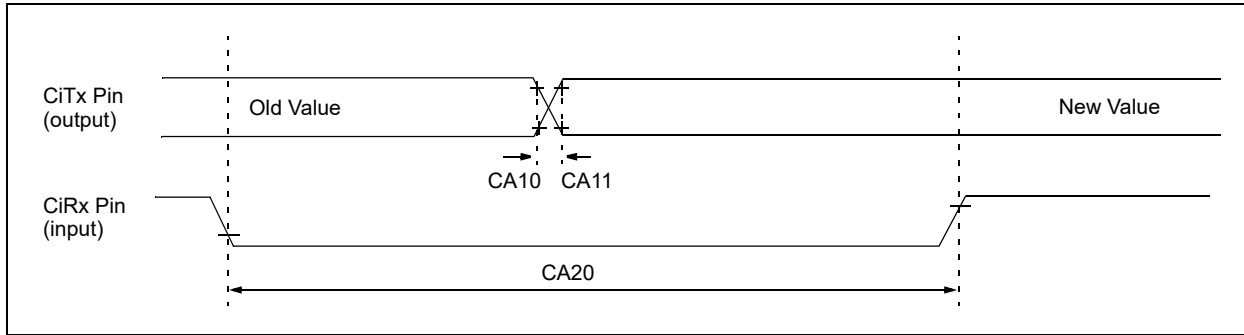 CiTx Pin
(output)
Old Value
New Value
CA10 CA11
CiRx Pin
(input)
CA20